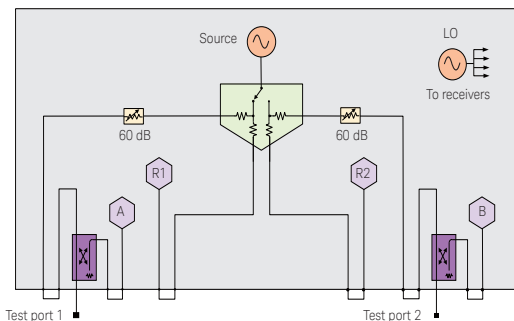 Source
LO
To receivers
60 dB
60 dB
R1
R2
A
B
Test port 1
Test port 2